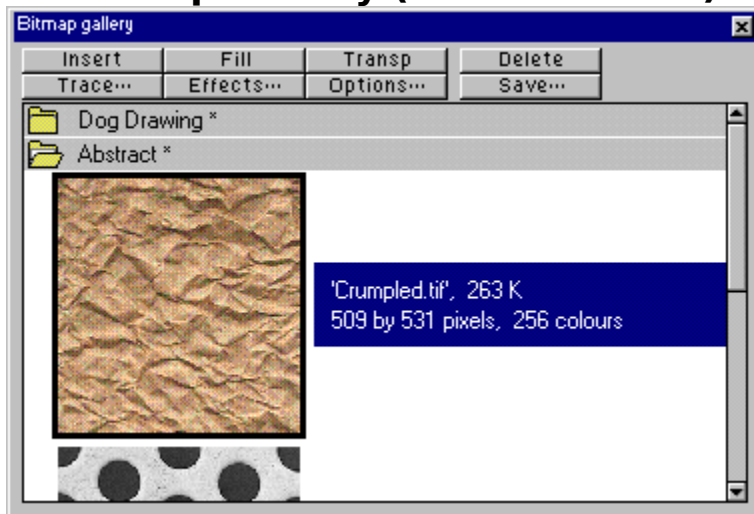 Bitmap gallery
Insert Fill Transp Delete
Trace··· Effects··· Options··· Save···
Dog Drawing *
Abstract *
'Crumpled.tif', 263 K
509 by 531 pixels, 256 colours